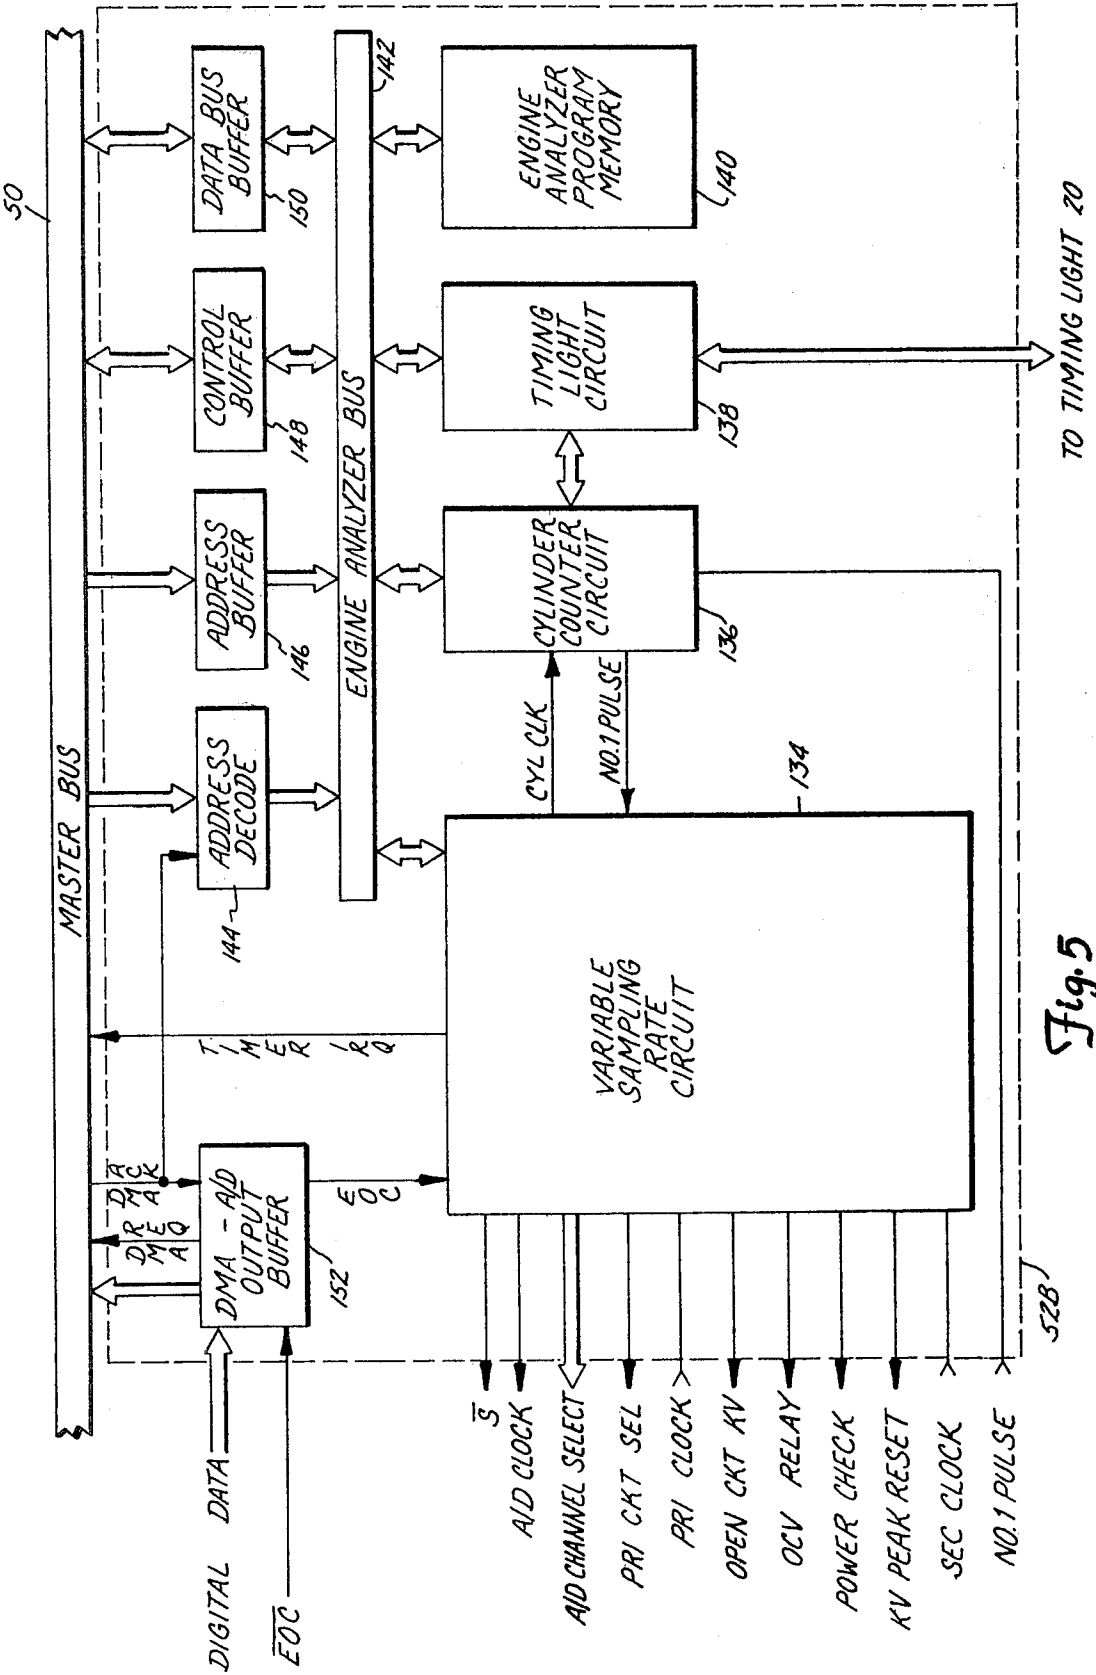 50
MASTER BUS
DIGITAL DATA
EOC
DMA
REQ
DMA
ACK
DMA - A/D
OUTPUT
BUFFER
152
EOC
TIMER IRQ
ADDRESS
DECODE
144
ADDRESS
BUFFER
146
CONTROL
BUFFER
148
DATA BUS
BUFFER
150
ENGINE ANALYZER BUS
142
VARIABLE
SAMPLING
RATE
CIRCUIT
134
CYL CLK
NO.1 PULSE
CYLINDER
COUNTER
CIRCUIT
136
TIMING
LIGHT
CIRCUIT
138
ENGINE
ANALYZER
PROGRAM
MEMORY
140
S
A/D CLOCK
A/D CHANNEL SELECT
PRI CKT SEL
PRI CLOCK
OPEN CKT KV
OCV RELAY
POWER CHECK
KV PEAK RESET
SEC CLOCK
NO.1 PULSE
52B
TO TIMING LIGHT 20
Fig. 5